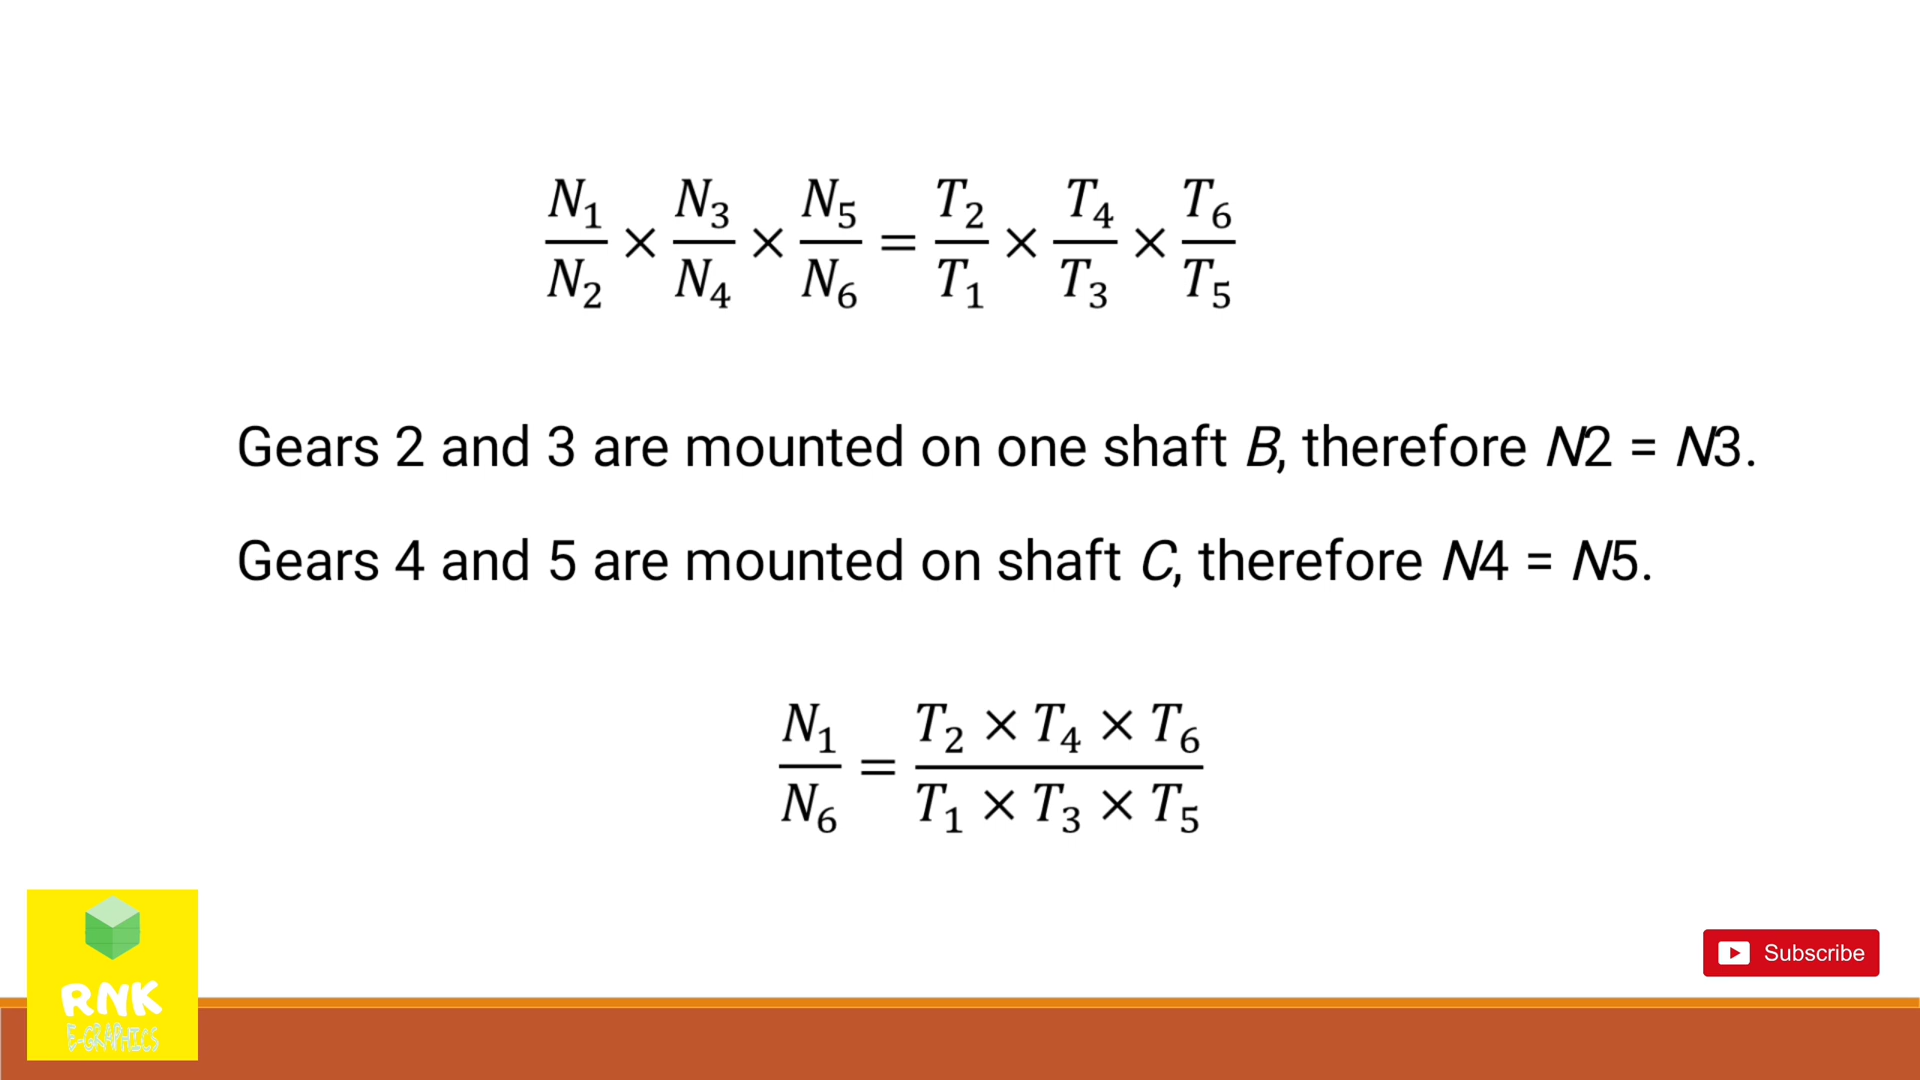 N₁/N₂ × N₃/N₄ × N₅/N₆ = T₂/T₁ × T₄/T₃ × T₆/T₅
Gears 2 and 3 are mounted on one shaft B, therefore N2 = N3.
Gears 4 and 5 are mounted on shaft C, therefore N4 = N5.
N₁/N₆ = (T₂ × T₄ × T₆)/(T₁ × T₃ × T₅)
RNK
E-GRAPHICS
Subscribe